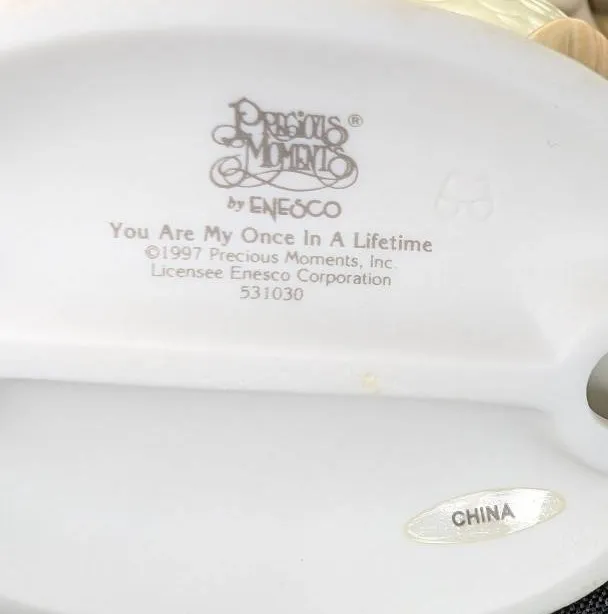 PRECIOUS ®
MOMENTS
by ENESCO
You Are My Once In A Lifetime
©1997 Precious Moments, Inc.
Licensee Enesco Corporation
531030
CHINA